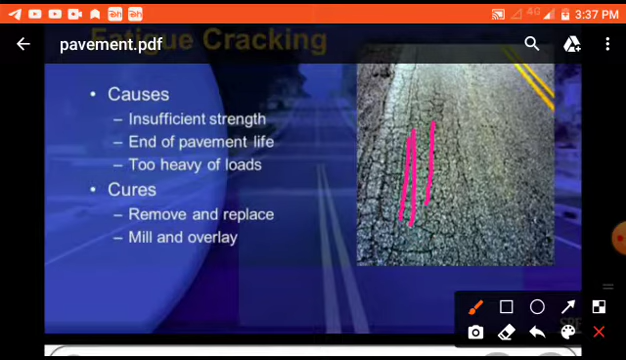 4G 3:37 PM
pavement.pdf
Fatigue Cracking
• Causes
– Insufficient strength
– End of pavement life
– Too heavy of loads
• Cures
– Remove and replace
– Mill and overlay